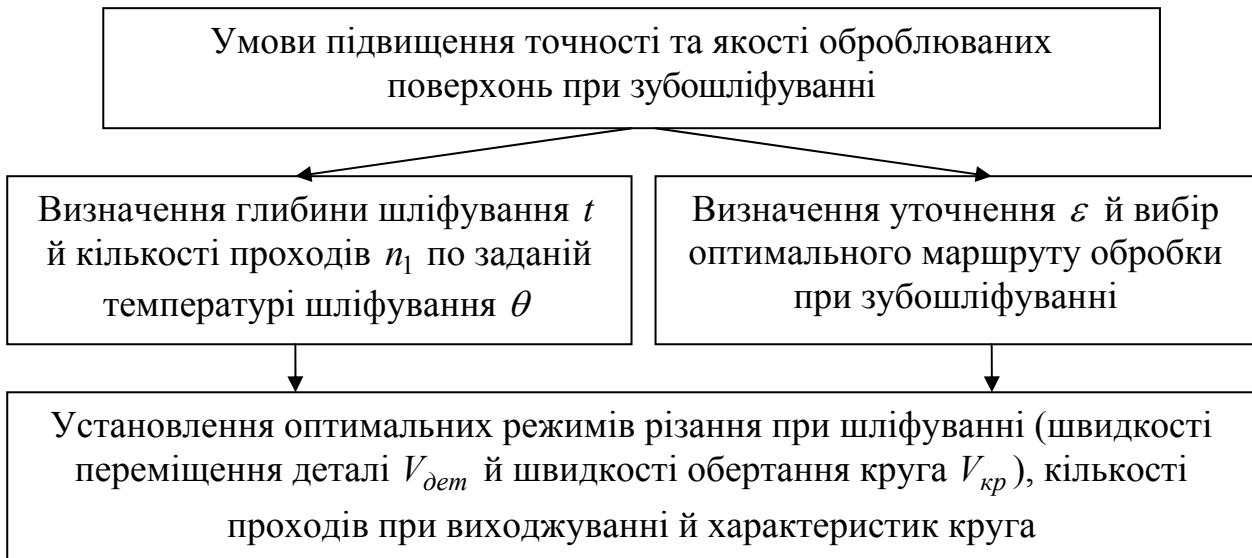 Умови підвищення точності та якості оброблюваних
поверхонь при зубошліфуванні
Визначення глибини шліфування t
й кількості проходів n₁ по заданій
температурі шліфування θ
Визначення уточнення ε й вибір
оптимального маршруту обробки
при зубошліфуванні
Установлення оптимальних режимів різання при шліфуванні (швидкості
переміщення деталі V_дет й швидкості обертання круга V_кр), кількості
проходів при виходжуванні й характеристик круга